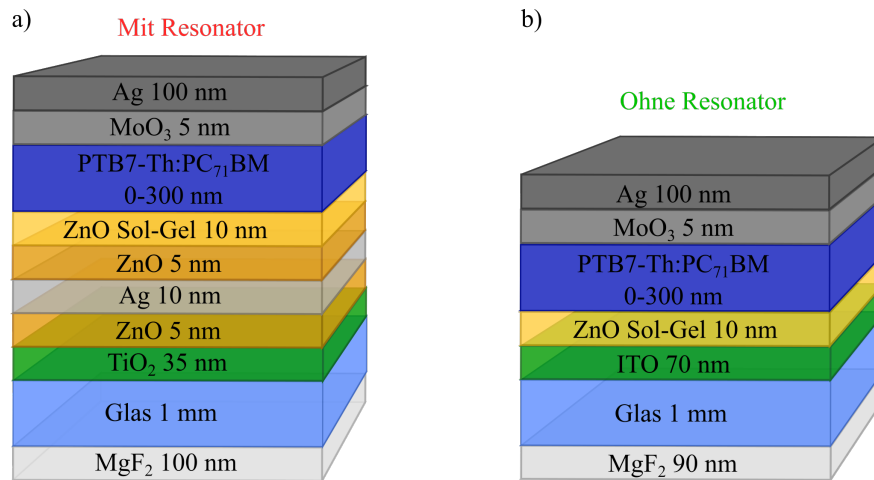 a)
Mit Resonator
Ag 100 nm
MoO₃ 5 nm
PTB7-Th:PC₇₁BM
0-300 nm
ZnO Sol-Gel 10 nm
ZnO 5 nm
Ag 10 nm
ZnO 5 nm
TiO₂ 35 nm
Glas 1 mm
MgF₂ 100 nm
b)
Ohne Resonator
Ag 100 nm
MoO₃ 5 nm
PTB7-Th:PC₇₁BM
0-300 nm
ZnO Sol-Gel 10 nm
ITO 70 nm
Glas 1 mm
MgF₂ 90 nm